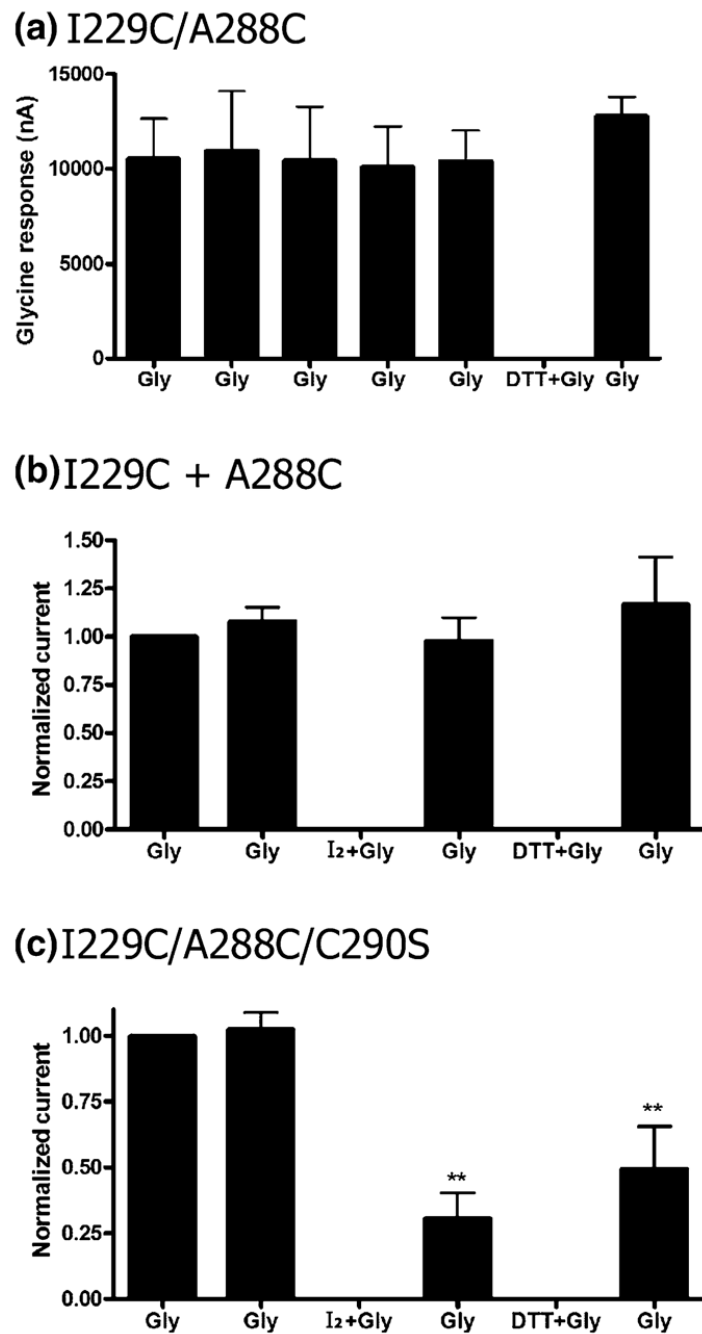 (a) I229C/A288C
Glycine response (nA)
15000
10000
5000
0
Gly Gly Gly Gly Gly DTT+Gly Gly
(b) I229C + A288C
Normalized current
1.50
1.25
1.00
0.75
0.50
0.25
0.00
Gly Gly I₂+Gly Gly DTT+Gly Gly
(c) I229C/A288C/C290S
Normalized current
1.00
0.75
0.50
0.25
0.00
**
**
Gly Gly I₂+Gly Gly DTT+Gly Gly